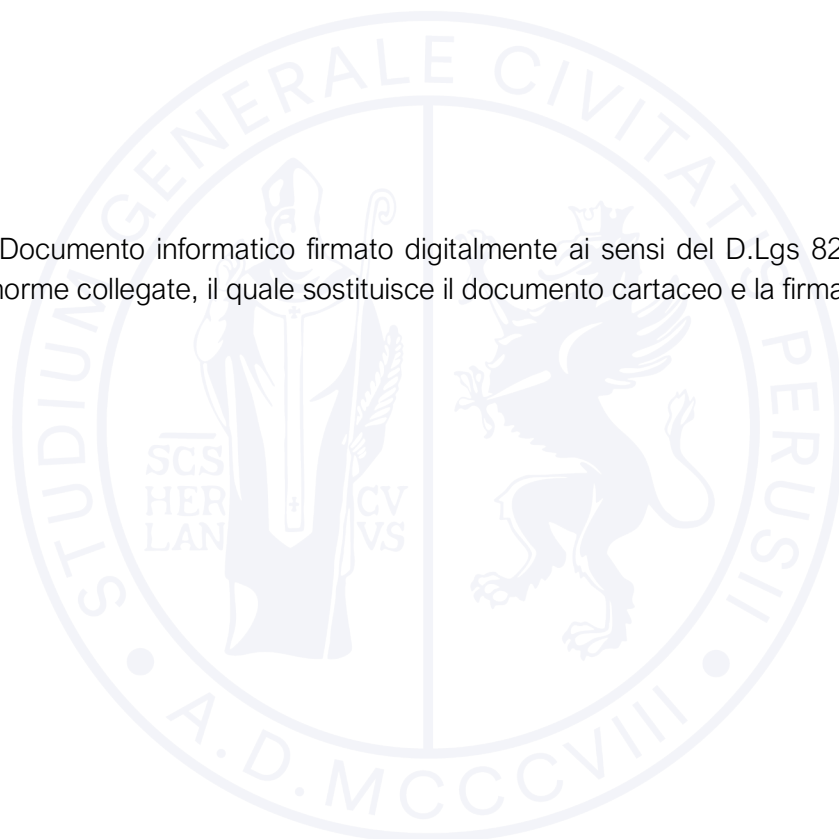 Documento informatico firmato digitalmente ai sensi del D.Lgs 82
norme collegate, il quale sostituisce il documento cartaceo e la firma
STUDIUM GENERALE CIVITATIS PERUSII
SCS
HER CV
LAN VS
A.D. MCCCVIII